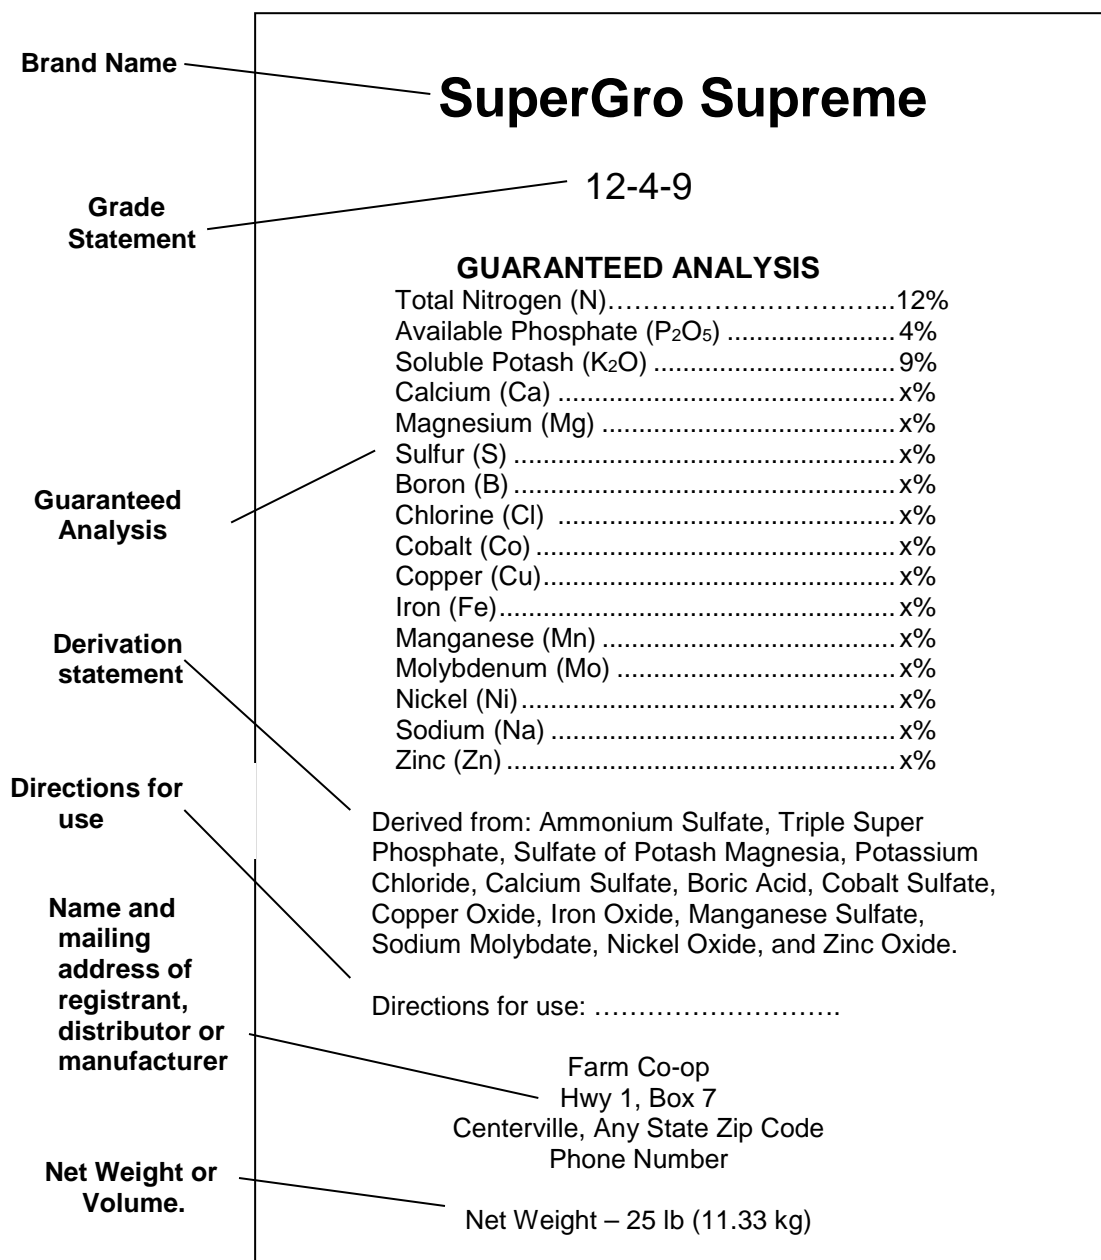 Brand Name
SuperGro Supreme
12-4-9
Grade
Statement
GUARANTEED ANALYSIS
Total Nitrogen (N)…………………………...12%
Available Phosphate (P₂O₅) ....................... 4%
Soluble Potash (K₂O) ................................. 9%
Calcium (Ca) .............................................. x%
Magnesium (Mg) ........................................ x%
Sulfur (S) .................................................... x%
Boron (B) .................................................... x%
Chlorine (Cl) .............................................. x%
Cobalt (Co) ................................................. x%
Copper (Cu)................................................ x%
Iron (Fe)...................................................... x%
Manganese (Mn) ........................................ x%
Molybdenum (Mo) ...................................... x%
Nickel (Ni)................................................... x%
Sodium (Na) ............................................... x%
Zinc (Zn) ..................................................... x%
Guaranteed
Analysis
Derivation
statement
Derived from: Ammonium Sulfate, Triple Super
Phosphate, Sulfate of Potash Magnesia, Potassium
Chloride, Calcium Sulfate, Boric Acid, Cobalt Sulfate,
Copper Oxide, Iron Oxide, Manganese Sulfate,
Sodium Molybdate, Nickel Oxide, and Zinc Oxide.
Directions for
use
Directions for use: ……………………….
Name and
mailing
address of
registrant,
distributor or
manufacturer
Farm Co-op
Hwy 1, Box 7
Centerville, Any State Zip Code
Phone Number
Net Weight or
Volume.
Net Weight – 25 lb (11.33 kg)